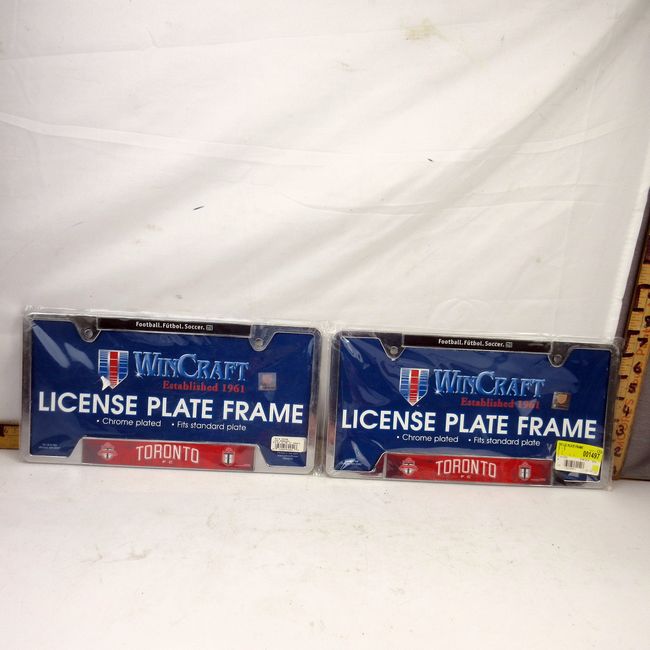 Football. Fútbol. Soccer.
WINCRAFT
Established 1961
LICENSE PLATE FRAME
• Chrome plated • Fits standard plate
TORONTO
F C
Football. Fútbol. Soccer.
WINCRAFT
Established 1961
LICENSE PLATE FRAME
• Chrome plated • Fits standard plate
TORONTO
F C
001497